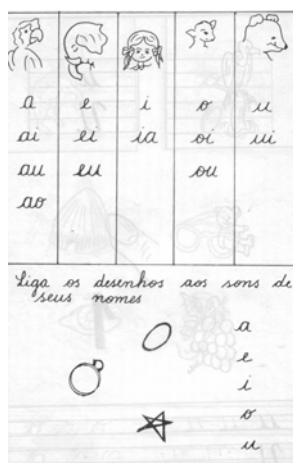 a e i o u
ai ei ia oi ui
au eu ou
ao
Liga os desenhos aos sons de
seus nomes
a
e
i
o
u